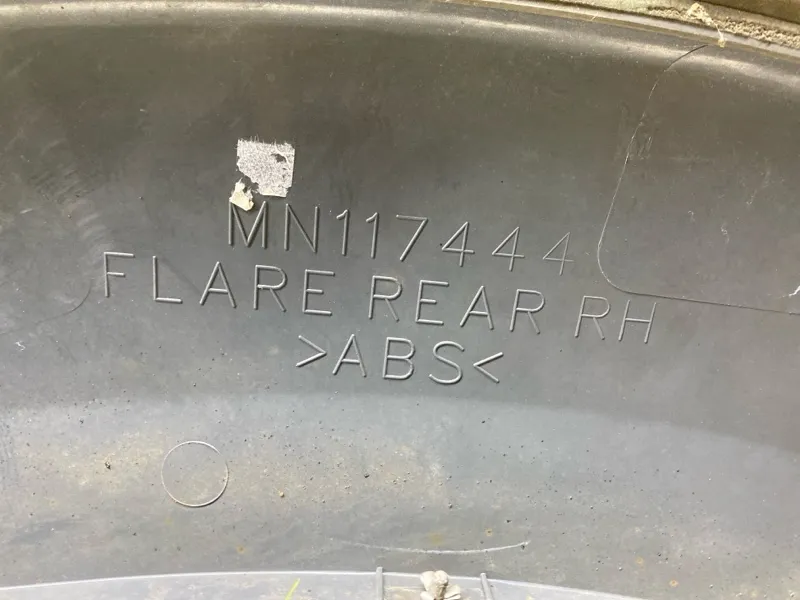 MN117444
FLARE REAR RH
>ABS<